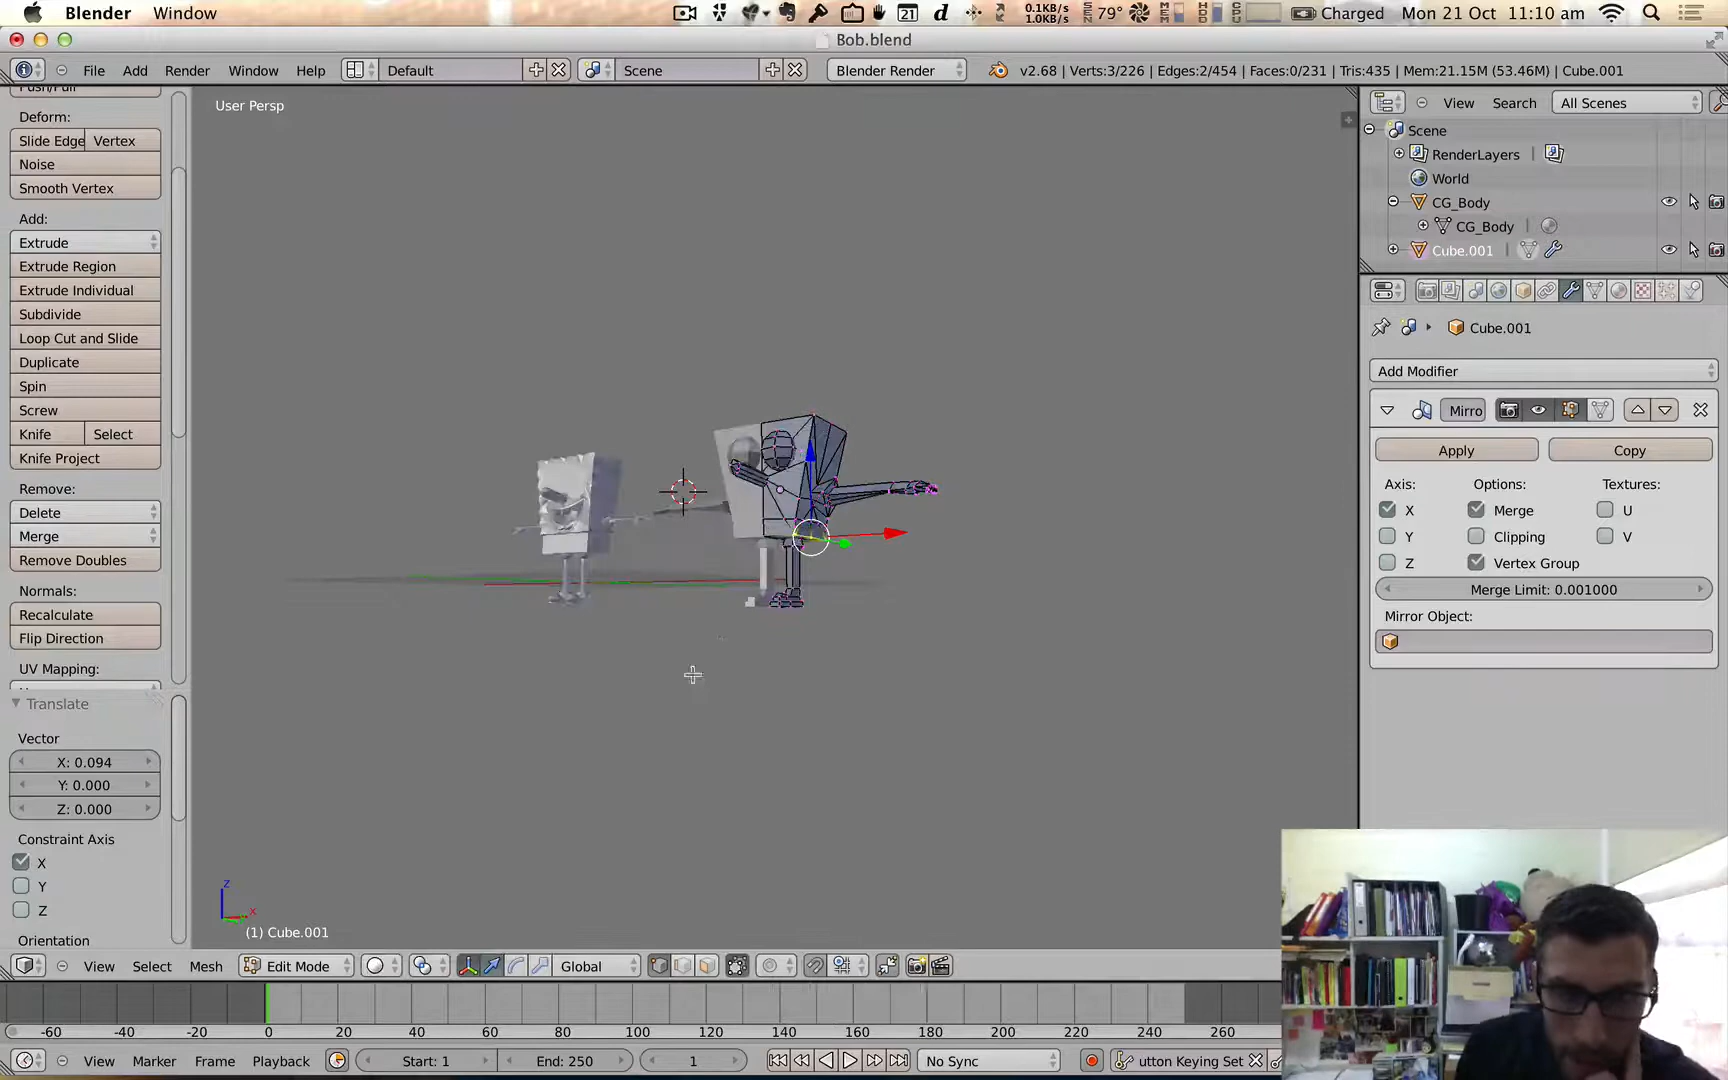 Blender Window 79° 0.1KB/s 1.0KB/s 21 d Charged Mon 21 Oct 11:10 am
Bob.blend
File Add Render Window Help Default Scene Blender Render v2.68 | Verts:3/226 | Edges:2/454 | Faces:0/231 | Tris:435 | Mem:21.15M (53.46M) | Cube.001
Push/Pull
User Persp
Deform:
Slide Edge Vertex
Noise
Smooth Vertex
Add:
Extrude
Extrude Region
Extrude Individual
Subdivide
Loop Cut and Slide
Duplicate
Spin
Screw
Knife Select
Knife Project
Remove:
Delete
Merge
Remove Doubles
Normals:
Recalculate
Flip Direction
UV Mapping:
Translate
Vector
X: 0.094
Y: 0.000
Z: 0.000
Constraint Axis
X
Y
Z
Orientation
z
x
(1) Cube.001
View Search All Scenes
Scene
RenderLayers
World
CG_Body
CG_Body
Cube.001
Cube.001
Add Modifier
Mirro
Apply Copy
Axis: Options: Textures:
X Merge U
Y Clipping V
Z Vertex Group
Merge Limit: 0.001000
Mirror Object:
View Select Mesh Edit Mode Global
-60 -40 -20 0 20 40 60 80 100 120 140 160 180 200 220 240 260
View Marker Frame Playback Start: 1 End: 250 1 No Sync utton Keying Set